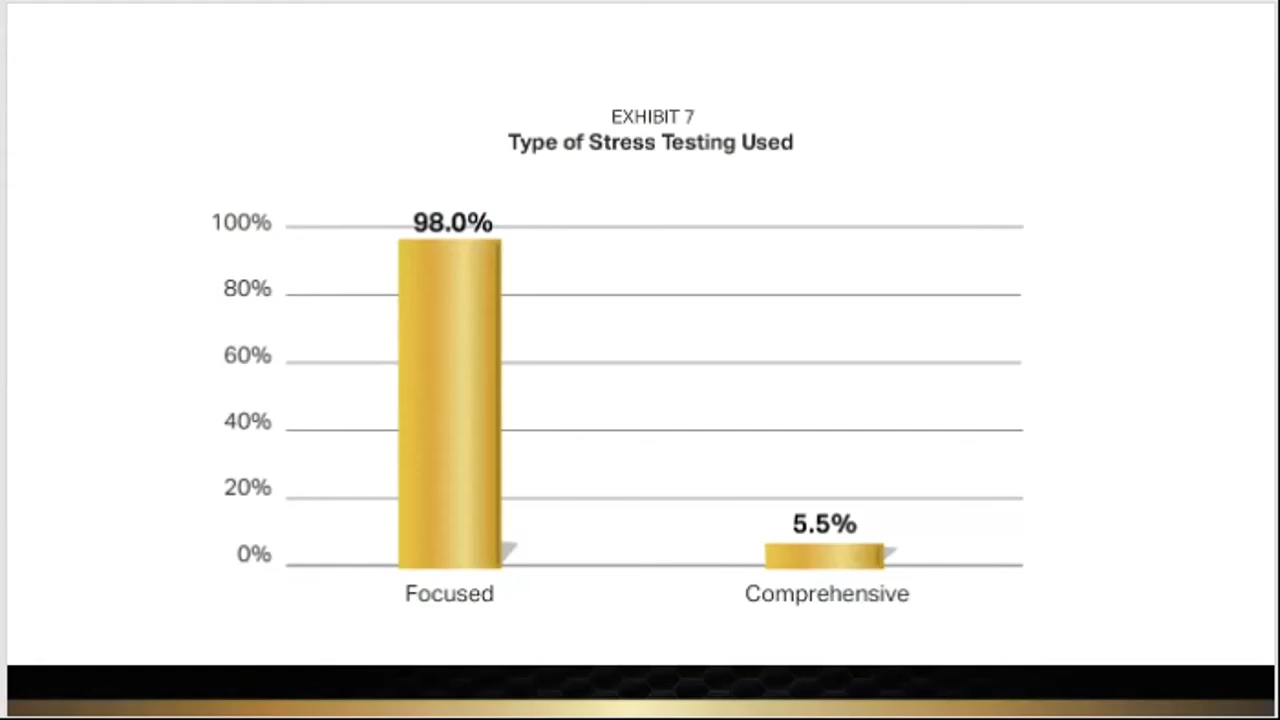 EXHIBIT 7
Type of Stress Testing Used
100%
98.0%
80%
60%
40%
20%
5.5%
0%
Focused
Comprehensive